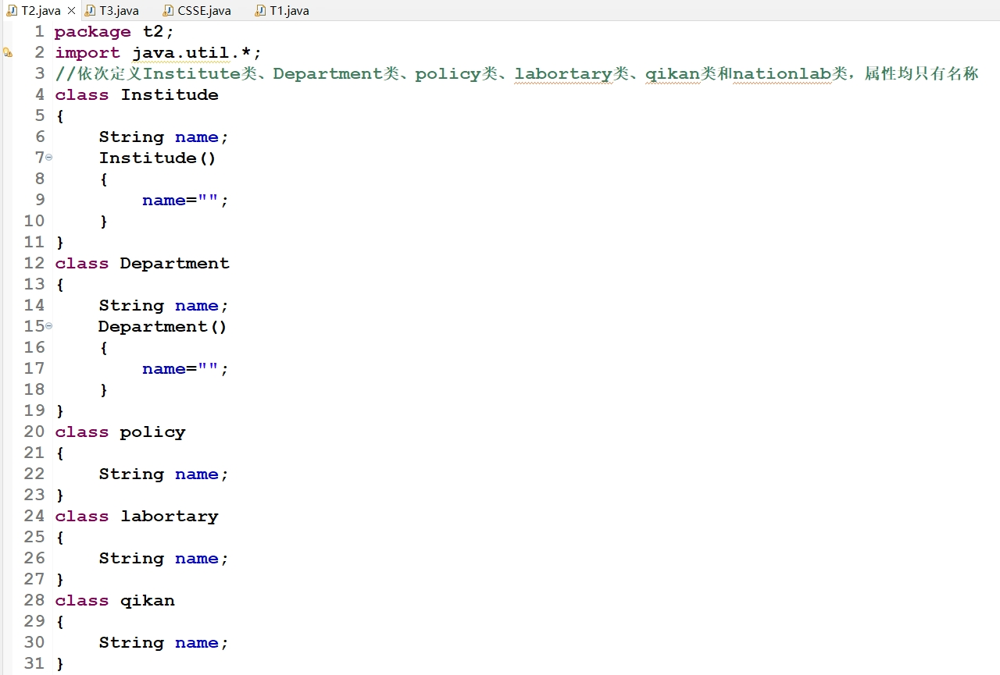 T2.java T3.java CSSE.java T1.java
1 package t2;
2 import java.util.*;
3 //依次定义Institute类、Department类、policy类、labortary类、qikan类和nationlab类，属性均只有名称
4 class Institude
5 {
6 String name;
7 Institude()
8 {
9 name="";
10 }
11 }
12 class Department
13 {
14 String name;
15 Department()
16 {
17 name="";
18 }
19 }
20 class policy
21 {
22 String name;
23 }
24 class labortary
25 {
26 String name;
27 }
28 class qikan
29 {
30 String name;
31 }